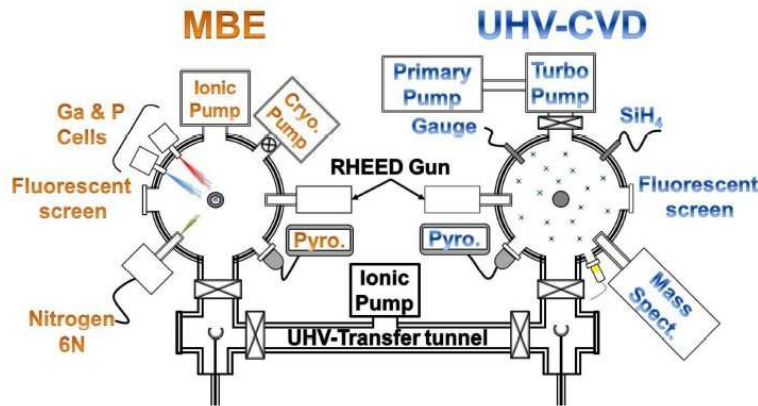 MBE
UHV-CVD
Ionic
Pump
Cryo.
Pump
Primary
Pump
Turbo
Pump
Ga & P
Cells
Gauge
SiH4
Fluorescent
screen
RHEED Gun
Fluorescent
screen
Pyro.
Pyro.
Ionic
Pump
Mass
Spect.
Nitrogen
6N
UHV-Transfer tunnel